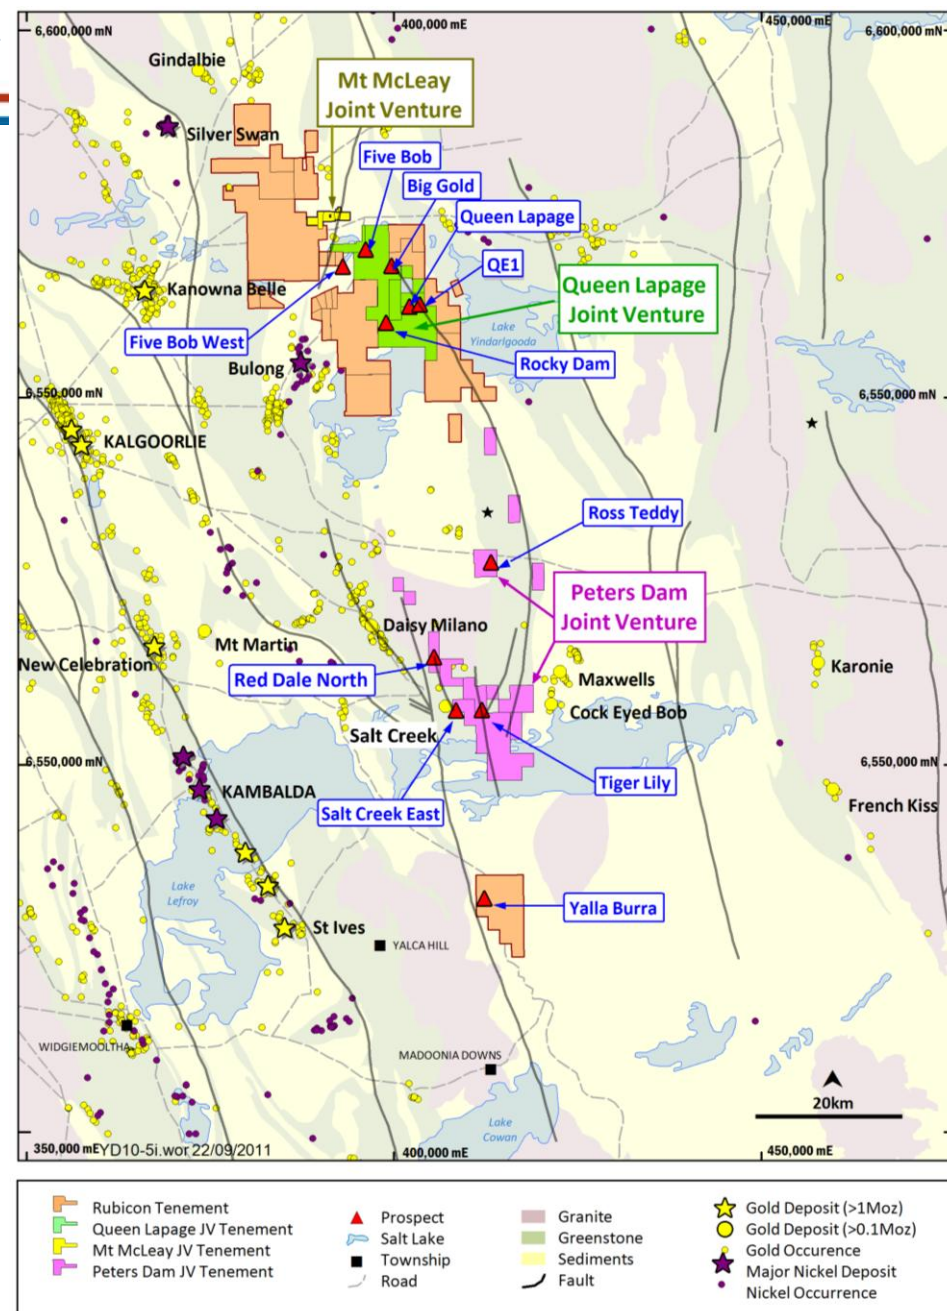 400,000 mE
450,000 mE
6,600,000 mN
6,600,000 mN
Gindalbie
Mt McLeay
Joint Venture
Silver Swan
Five Bob
Big Gold
Queen Lapage
QE1
Kanowna Belle
Queen Lapage
Joint Venture
Lake
Yindarlgooda
Five Bob West
Rocky Dam
Bulong
6,550,000 mN
6,550,000 mN
KALGOORLIE
Ross Teddy
Peters Dam
Joint Venture
Daisy Milano
Mt Martin
New Celebration
Red Dale North
Maxwells
Karonie
Cock Eyed Bob
Salt Creek
6,550,000 mN
6,550,000 mN
Tiger Lily
KAMBALDA
Salt Creek East
French Kiss
Lake
Lefroy
Yalla Burra
St Ives
YALCA HILL
WIDGIEMOOLTHA
MADOONIA DOWNS
20km
Lake
Cowan
350,000 mE
YD10-5i.wor 22/09/2011
400,000 mE
450,000 mE
Rubicon Tenement
Queen Lapage JV Tenement
Mt McLeay JV Tenement
Peters Dam JV Tenement
Prospect
Salt Lake
Township
Road
Granite
Greenstone
Sediments
Fault
Gold Deposit (>1Moz)
Gold Deposit (>0.1Moz)
Gold Occurence
Major Nickel Deposit
Nickel Occurrence